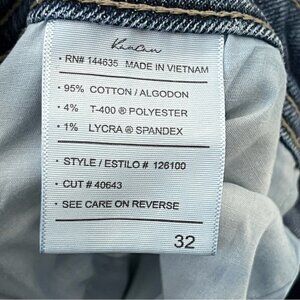 Kancan
• RN# 144635 MADE IN VIETNAM
• 95% COTTON / ALGODON
• 4% T-400 ® POLYESTER
• 1% LYCRA ® SPANDEX
• STYLE / ESTILO # 126100
• CUT # 40643
• SEE CARE ON REVERSE
32